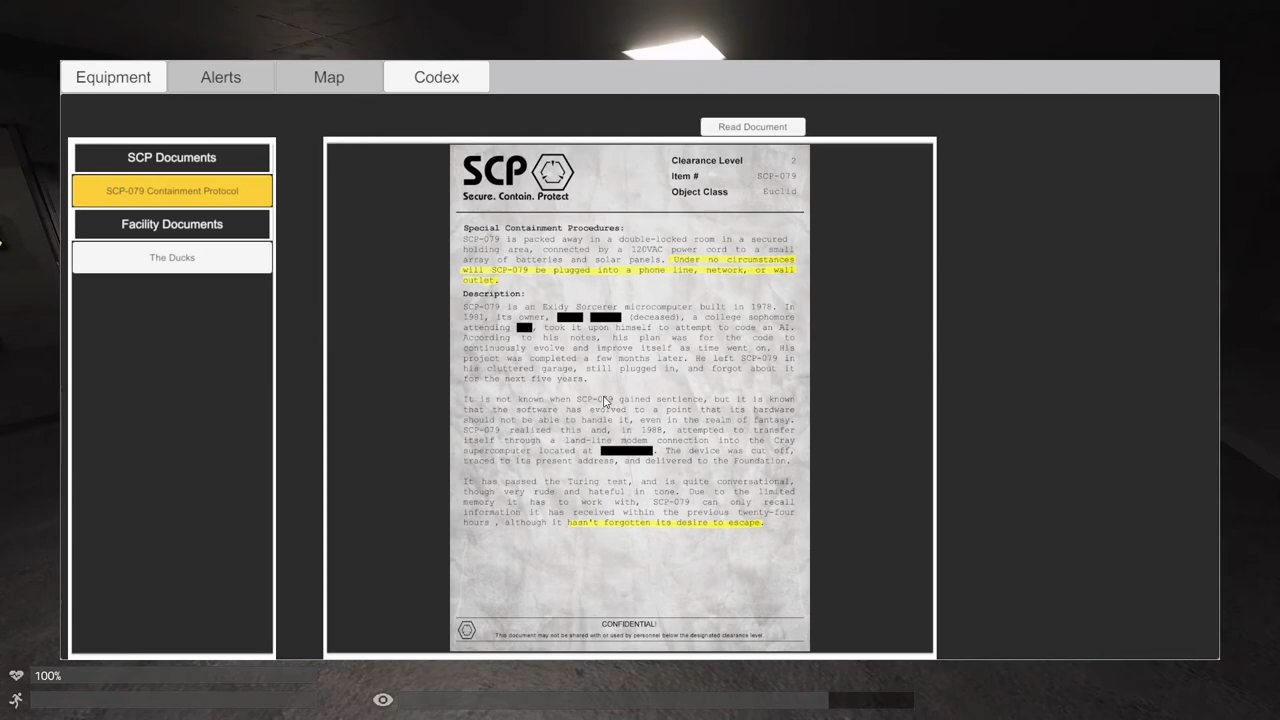 Equipment
Alerts
Map
Codex
Read Document
SCP Documents
SCP-079 Containment Protocol
Facility Documents
The Ducks
SCP
Secure. Contain. Protect
Clearance Level 2
Item # SCP-079
Object Class Euclid
Special Containment Procedures:
SCP-079 is packed away in a double-locked room in a secured
holding area, connected by a 120VAC power cord to a small
array of batteries and solar panels. Under no circumstances
will SCP-079 be plugged into a phone line, network, or wall
outlet.
Description:
SCP-079 is an Exidy Sorcerer microcomputer built in 1978. In
1981, its owner, (deceased), a college sophomore
attending , took it upon himself to attempt to code an AI.
According to his notes, his plan was for the code to
continuously evolve and improve itself as time went on. His
project was completed a few months later. He left SCP-079 in
his cluttered garage, still plugged in, and forgot about it
for the next five years.
It is not known when SCP-079 gained sentience, but it is known
that the software has evolved to a point that its hardware
should not be able to handle it, even in the realm of fantasy.
SCP-079 realized this and, in 1988, attempted to transfer
itself through a land-line modem connection into the Cray
supercomputer located at . The device was cut off,
traced to its present address, and delivered to the Foundation.
It has passed the Turing test, and is quite conversational,
though very rude and hateful in tone. Due to the limited
memory it has to work with, SCP-079 can only recall
information it has received within the previous twenty-four
hours , although it hasn't forgotten its desire to escape.
CONFIDENTIAL!
This document may not be shared with or used by personnel below the designated clearance level
100%